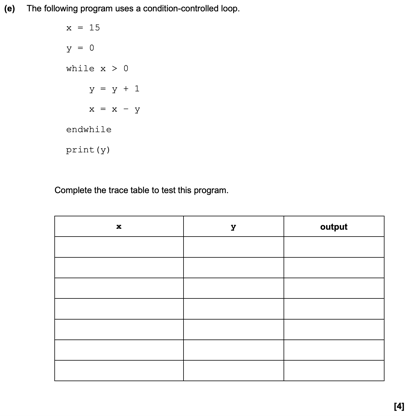 (e) The following program uses a condition-controlled loop.
x = 15
y = 0
while x > 0
y = y + 1
x = x - y
endwhile
print(y)
Complete the trace table to test this program.
x y output
[4]